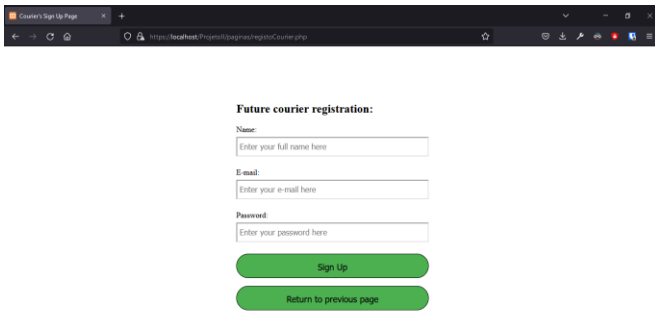 Courier's Sign Up Page
https://localhost/ProjetoII/paginas/registoCourier.php
Future courier registration:
Name:
Enter your full name here
E-mail:
Enter your e-mail here
Password:
Enter your password here
Sign Up
Return to previous page